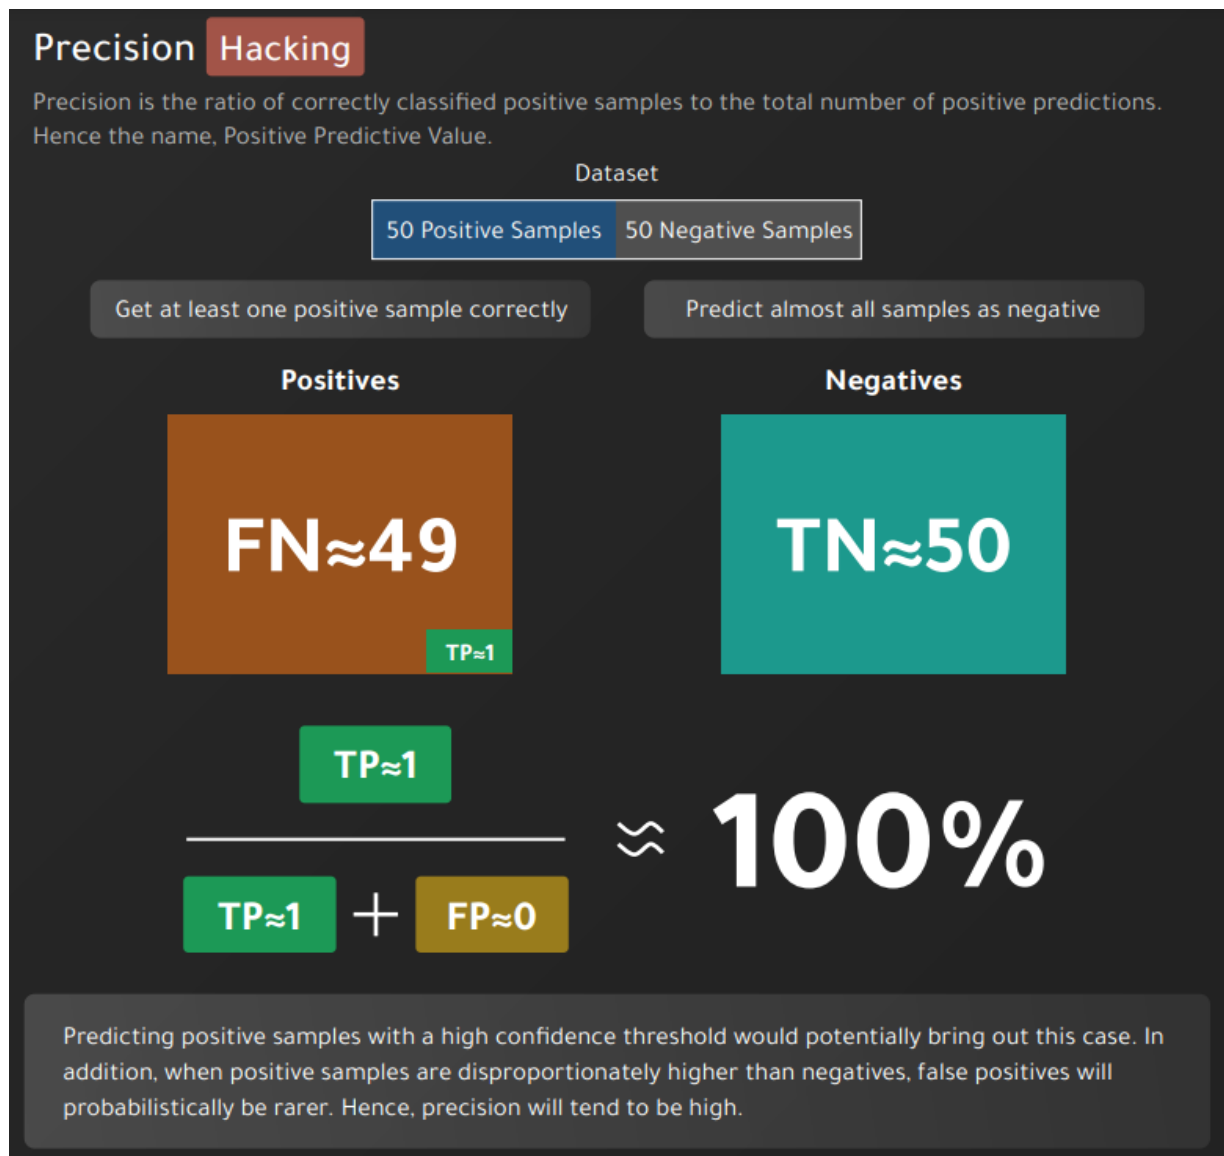 Precision Hacking
Precision is the ratio of correctly classified positive samples to the total number of positive predictions.
Hence the name, Positive Predictive Value.
Dataset
50 Positive Samples 50 Negative Samples
Get at least one positive sample correctly
Predict almost all samples as negative
Positives
Negatives
FN≈49
TP≈1
TN≈50
TP≈1
TP≈1 + FP≈0
≈ 100%
Predicting positive samples with a high confidence threshold would potentially bring out this case. In
addition, when positive samples are disproportionately higher than negatives, false positives will
probabilistically be rarer. Hence, precision will tend to be high.